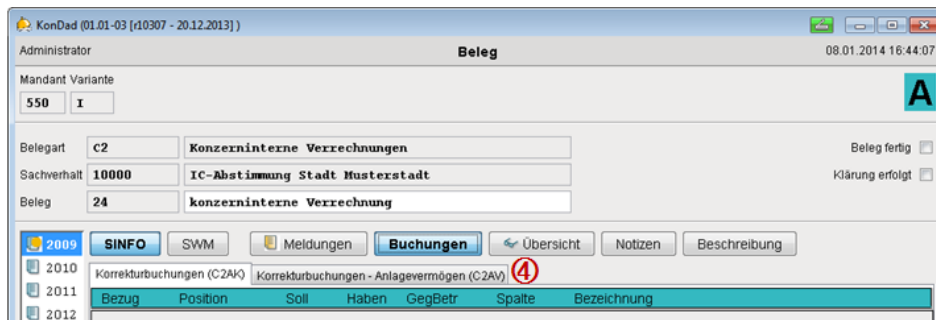 KonDad (01.01-03 [r10307 - 20.12.2013] )
Administrator Beleg 08.01.2014 16:44:07
Mandant Variante
550 I A
Belegart C2 Konzerninterne Verrechnungen Beleg fertig
Sachverhalt 10000 IC-Abstimmung Stadt Musterstadt Klärung erfolgt
Beleg 24 konzerninterne Verrechnung
2009 SINFO SWM Meldungen Buchungen Übersicht Notizen Beschreibung
2010 Korrekturbuchungen (C2AK) Korrekturbuchungen - Anlagevermögen (C2AV) 4
2011 Bezug Position Soll Haben GegBetr Spalte Bezeichnung
2012